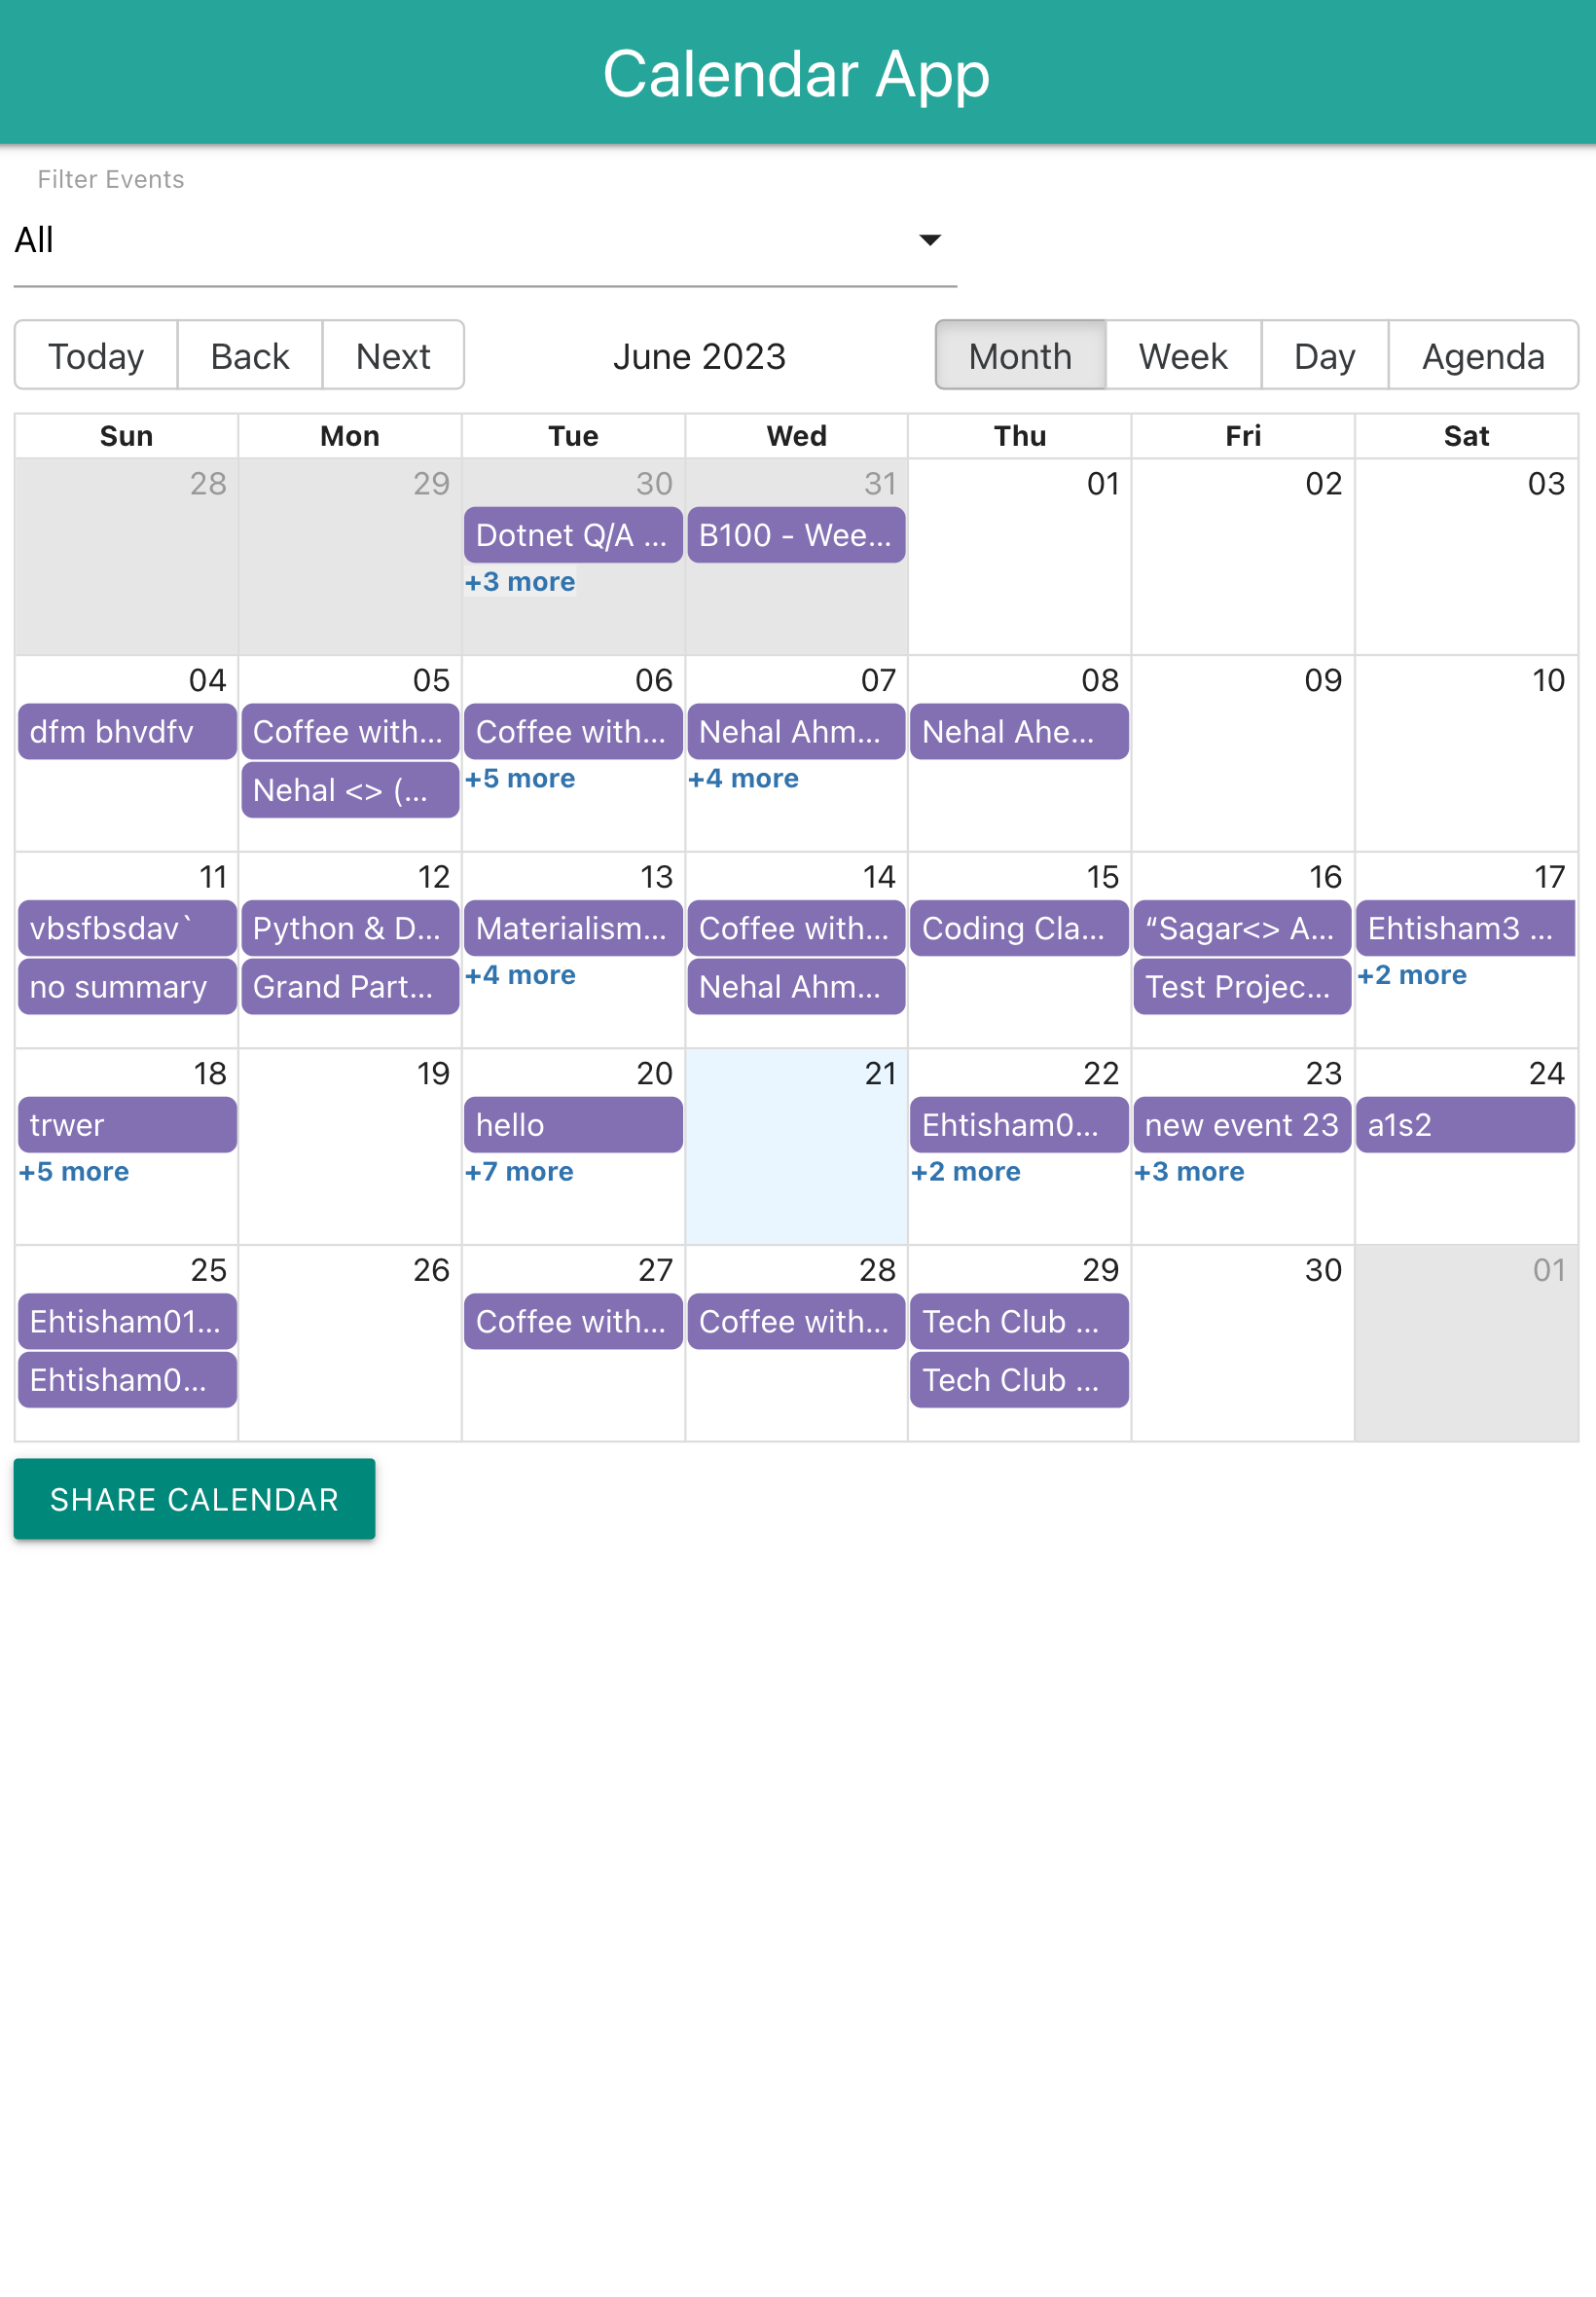 Calendar App
Filter Events
All
Today Back Next June 2023 Month Week Day Agenda
Sun Mon Tue Wed Thu Fri Sat
28 29 30 31 01 02 03
Dotnet Q/A ... B100 - Wee...
+3 more
04 05 06 07 08 09 10
dfm bhvdfv Coffee with... Coffee with... Nehal Ahm... Nehal Ahe...
Nehal <> (... +5 more +4 more
11 12 13 14 15 16 17
vbsfbsdav` Python & D... Materialism... Coffee with... Coding Cla... “Sagar<> A... Ehtisham3 ...
no summary Grand Part... +4 more Nehal Ahm... Test Projec... +2 more
18 19 20 21 22 23 24
trwer hello Ehtisham0... new event 23 a1s2
+5 more +7 more +2 more +3 more
25 26 27 28 29 30 01
Ehtisham01... Coffee with... Coffee with... Tech Club ...
Ehtisham0... Tech Club ...
SHARE CALENDAR